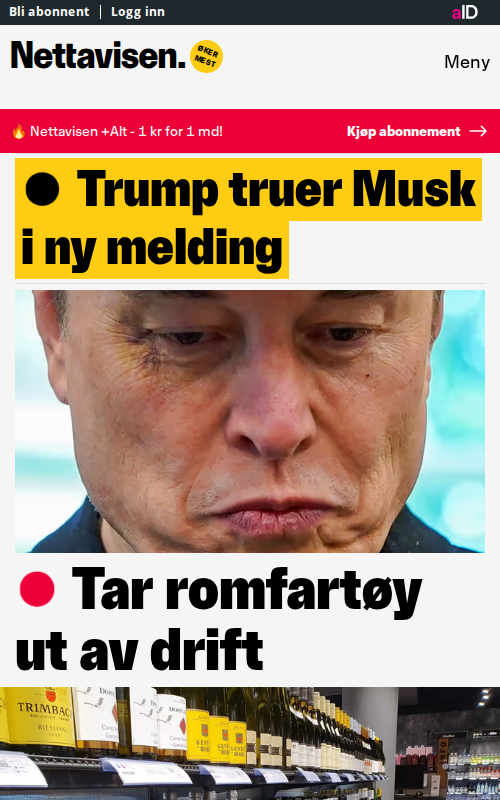 Bli abonnent
Logg inn
aID
Nettavisen.
ØKER
MEST
Meny
Nettavisen +Alt - 1 kr for 1 md!
Kjøp abonnement
Trump truer Musk
i ny melding
Tar romfartøy
ut av drift
TRIMBAC
RIESLING